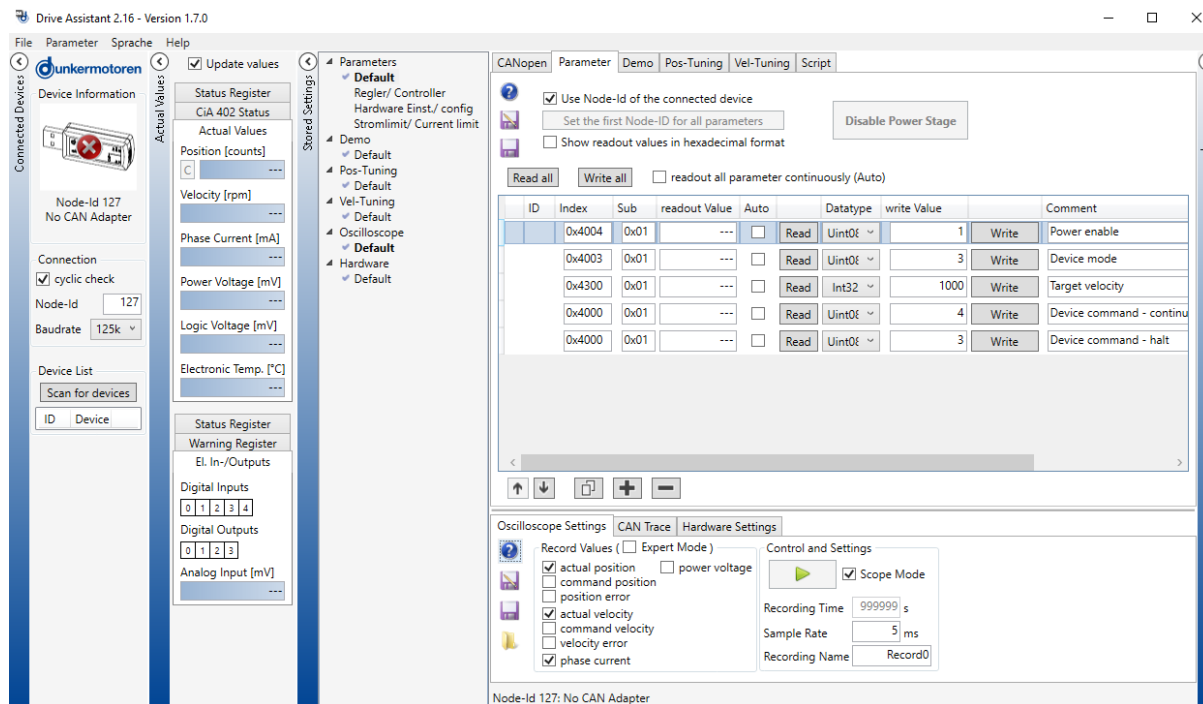 Drive Assistant 2.16 - Version 1.7.0
File Parameter Sprache Help
Connected Devices
dunkermotoren
Device Information
Node-Id 127
No CAN Adapter
Connection
cyclic check
Node-Id 127
Baudrate 125k
Device List
Scan for devices
ID Device
Actual Values
Update values
Status Register
CiA 402 Status
Actual Values
Position [counts]
C ---
Velocity [rpm]
---
Phase Current [mA]
---
Power Voltage [mV]
---
Logic Voltage [mV]
---
Electronic Temp. [°C]
---
Status Register
Warning Register
El. In-/Outputs
Digital Inputs
0 1 2 3 4
Digital Outputs
0 1 2 3
Analog Input [mV]
---
Stored Settings
Parameters
Default
Regler/ Controller
Hardware Einst./ config
Stromlimit/ Current limit
Demo
Default
Pos-Tuning
Default
Vel-Tuning
Default
Oscilloscope
Default
Hardware
Default
CANopen Parameter Demo Pos-Tuning Vel-Tuning Script
Use Node-Id of the connected device
Set the first Node-ID for all parameters
Disable Power Stage
Show readout values in hexadecimal format
Read all Write all readout all parameter continuously (Auto)
ID Index Sub readout Value Auto Datatype write Value Comment
0x4004 0x01 --- Read Uint08 1 Write Power enable
0x4003 0x01 --- Read Uint08 3 Write Device mode
0x4300 0x01 --- Read Int32 1000 Write Target velocity
0x4000 0x01 --- Read Uint08 4 Write Device command - continu
0x4000 0x01 --- Read Uint08 3 Write Device command - halt
Oscilloscope Settings CAN Trace Hardware Settings
Record Values ( Expert Mode )
actual position power voltage
command position
position error
actual velocity
command velocity
velocity error
phase current
Control and Settings
Scope Mode
Recording Time 999999 s
Sample Rate 5 ms
Recording Name Record0
Node-Id 127: No CAN Adapter